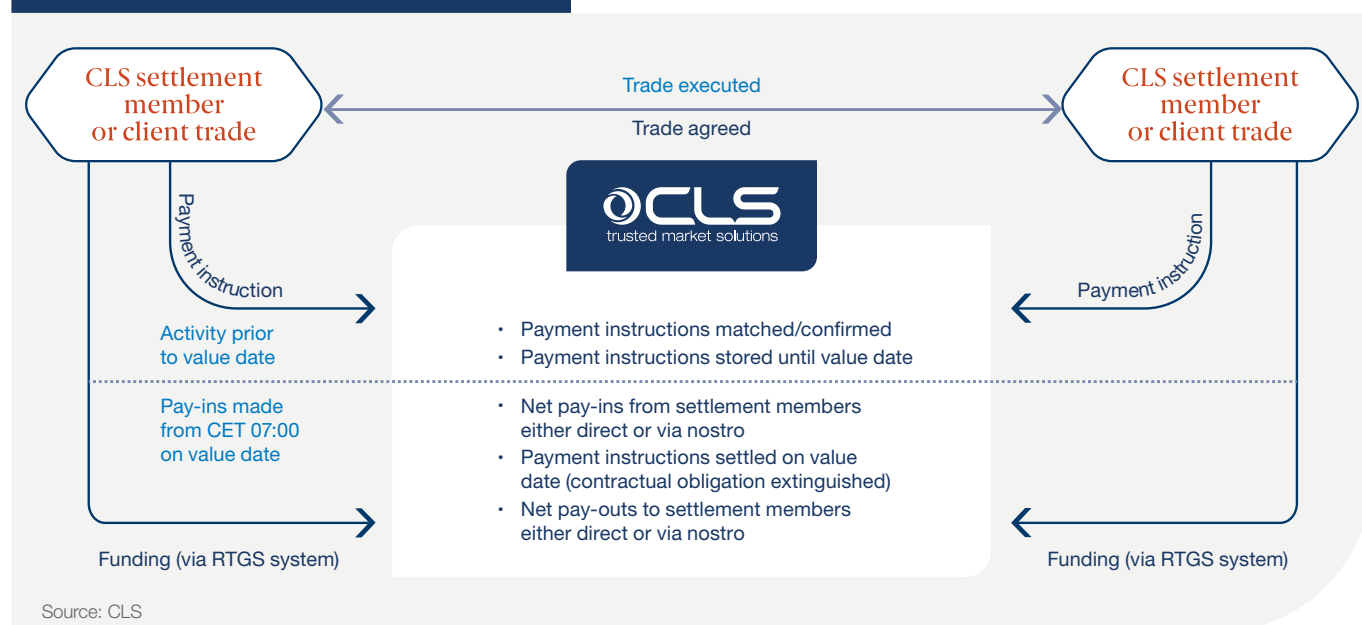 CLS settlement
member
or client trade
Trade executed
Trade agreed
CLS settlement
member
or client trade
CLS
trusted market solutions
Payment instruction
Payment instruction
Activity prior
to value date
• Payment instructions matched/confirmed
• Payment instructions stored until value date
Pay-ins made
from CET 07:00
on value date
• Net pay-ins from settlement members
either direct or via nostro
• Payment instructions settled on value
date (contractual obligation extinguished)
• Net pay-outs to settlement members
either direct or via nostro
Funding (via RTGS system)
Funding (via RTGS system)
Source: CLS